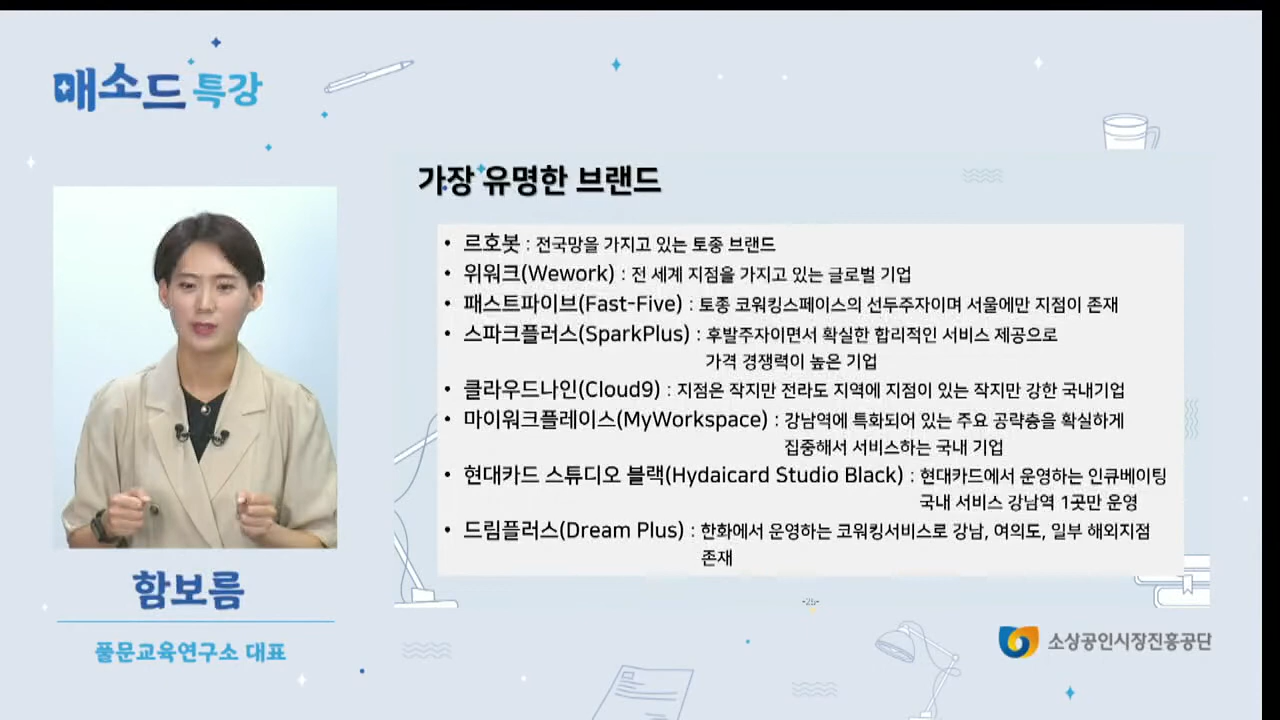 매소드 특강
가장 유명한 브랜드
• 르호봇 : 전국망을 가지고 있는 토종 브랜드
• 위워크(Wework) : 전 세계 지점을 가지고 있는 글로벌 기업
• 패스트파이브(Fast-Five) : 토종 코워킹스페이스의 선두주자이며 서울에만 지점이 존재
• 스파크플러스(SparkPlus) : 후발주자이면서 확실한 합리적인 서비스 제공으로
가격 경쟁력이 높은 기업
• 클라우드나인(Cloud9) : 지점은 작지만 전라도 지역에 지점이 있는 작지만 강한 국내기업
• 마이워크플레이스(MyWorkspace) : 강남역에 특화되어 있는 주요 공략층을 확실하게
집중해서 서비스하는 국내 기업
• 현대카드 스튜디오 블랙(Hydaicard Studio Black) : 현대카드에서 운영하는 인큐베이팅
국내 서비스 강남역 1곳만 운영
• 드림플러스(Dream Plus) : 한화에서 운영하는 코워킹서비스로 강남, 여의도, 일부 해외지점
존재
-25-
함보름
풀문교육연구소 대표
소상공인시장진흥공단